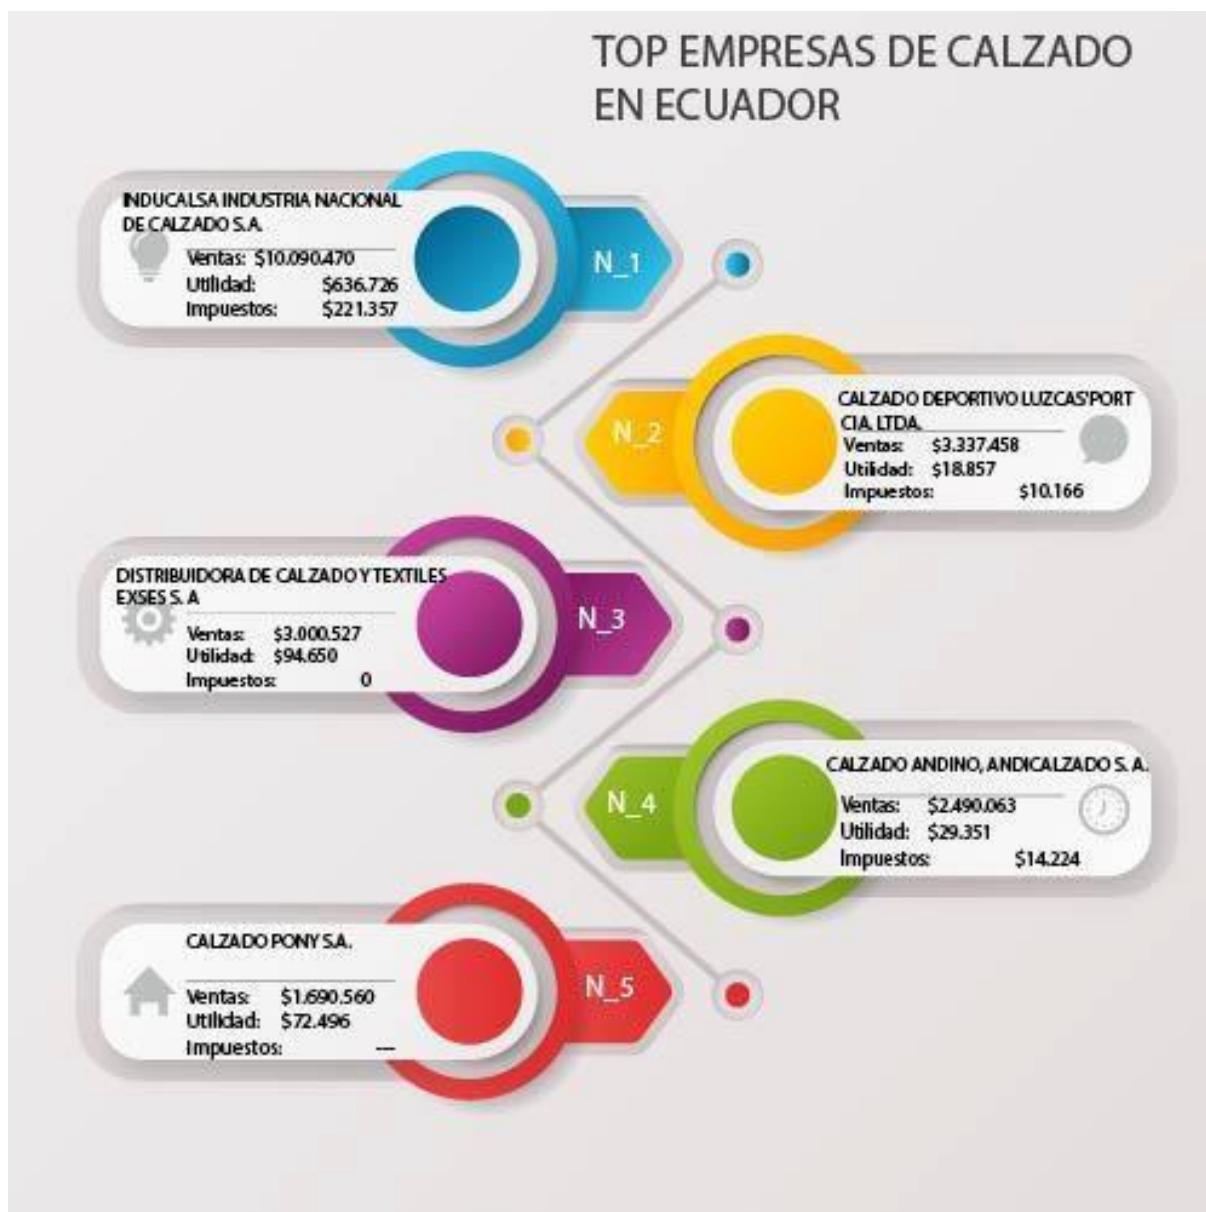 TOP EMPRESAS DE CALZADO
EN ECUADOR
INDUCALSA INDUSTRIA NACIONAL
DE CALZADO S.A.
Ventas: $10.090.470
Utilidad: $636.726
Impuestos: $221.357
N_1
CALZADO DEPORTIVO LUZCAS'PORT
CIA. LTDA.
Ventas: $3.337.458
Utilidad: $18.857
Impuestos: $10.166
N_2
DISTRIBUIDORA DE CALZADO Y TEXTILES
EXSES S. A
Ventas: $3.000.527
Utilidad: $94.650
Impuestos: 0
N_3
CALZADO ANDINO, ANDICALZADO S. A.
Ventas: $2.490.063
Utilidad: $29.351
Impuestos: $14.224
N_4
CALZADO PONY S.A.
Ventas: $1.690.560
Utilidad: $72.496
Impuestos: ---
N_5